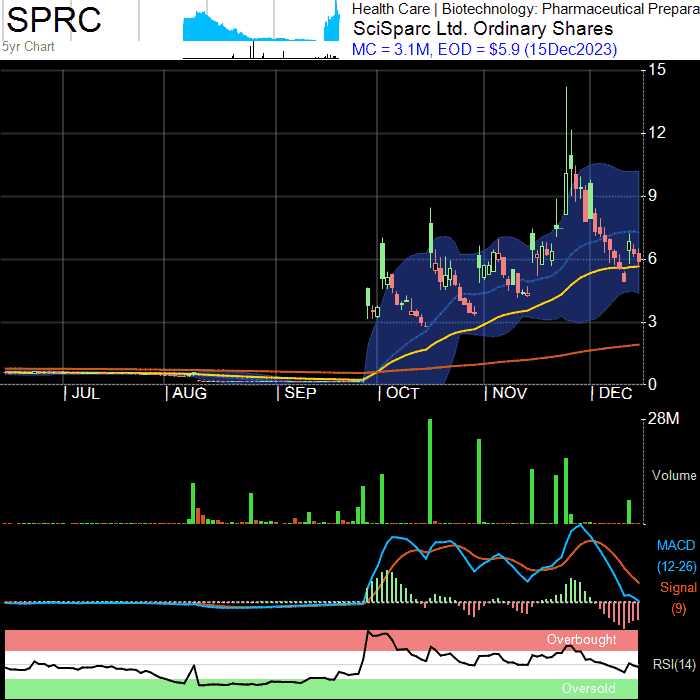 SPRC
5yr Chart
Health Care | Biotechnology: Pharmaceutical Prepara
SciSparc Ltd. Ordinary Shares
MC = 3.1M, EOD = $5.9 (15Dec2023)
15
12
9
6
3
0
| JUL | AUG | SEP | OCT | NOV | DEC
28M
Volume
MACD
(12-26)
Signal
(9)
Overbought
RSI(14)
Oversold